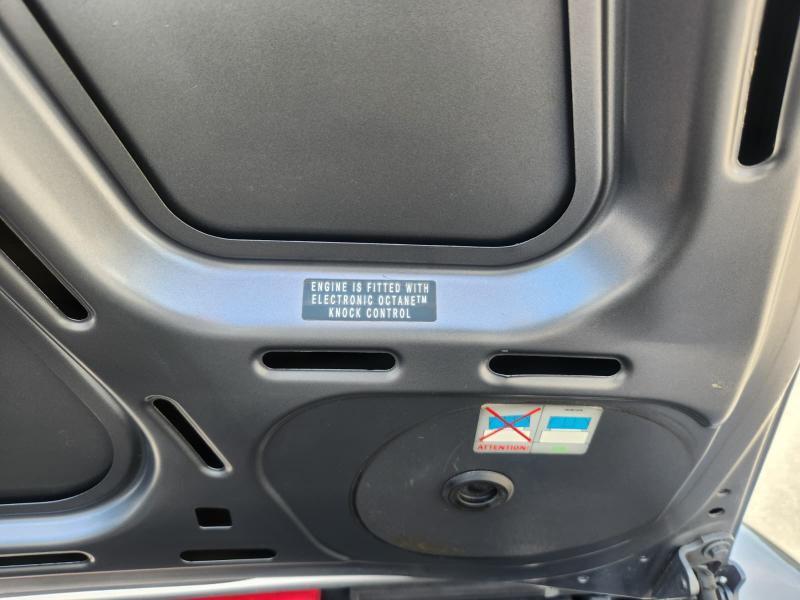 ENGINE IS FITTED WITH
ELECTRONIC OCTANE™
KNOCK CONTROL
ATTENTION!